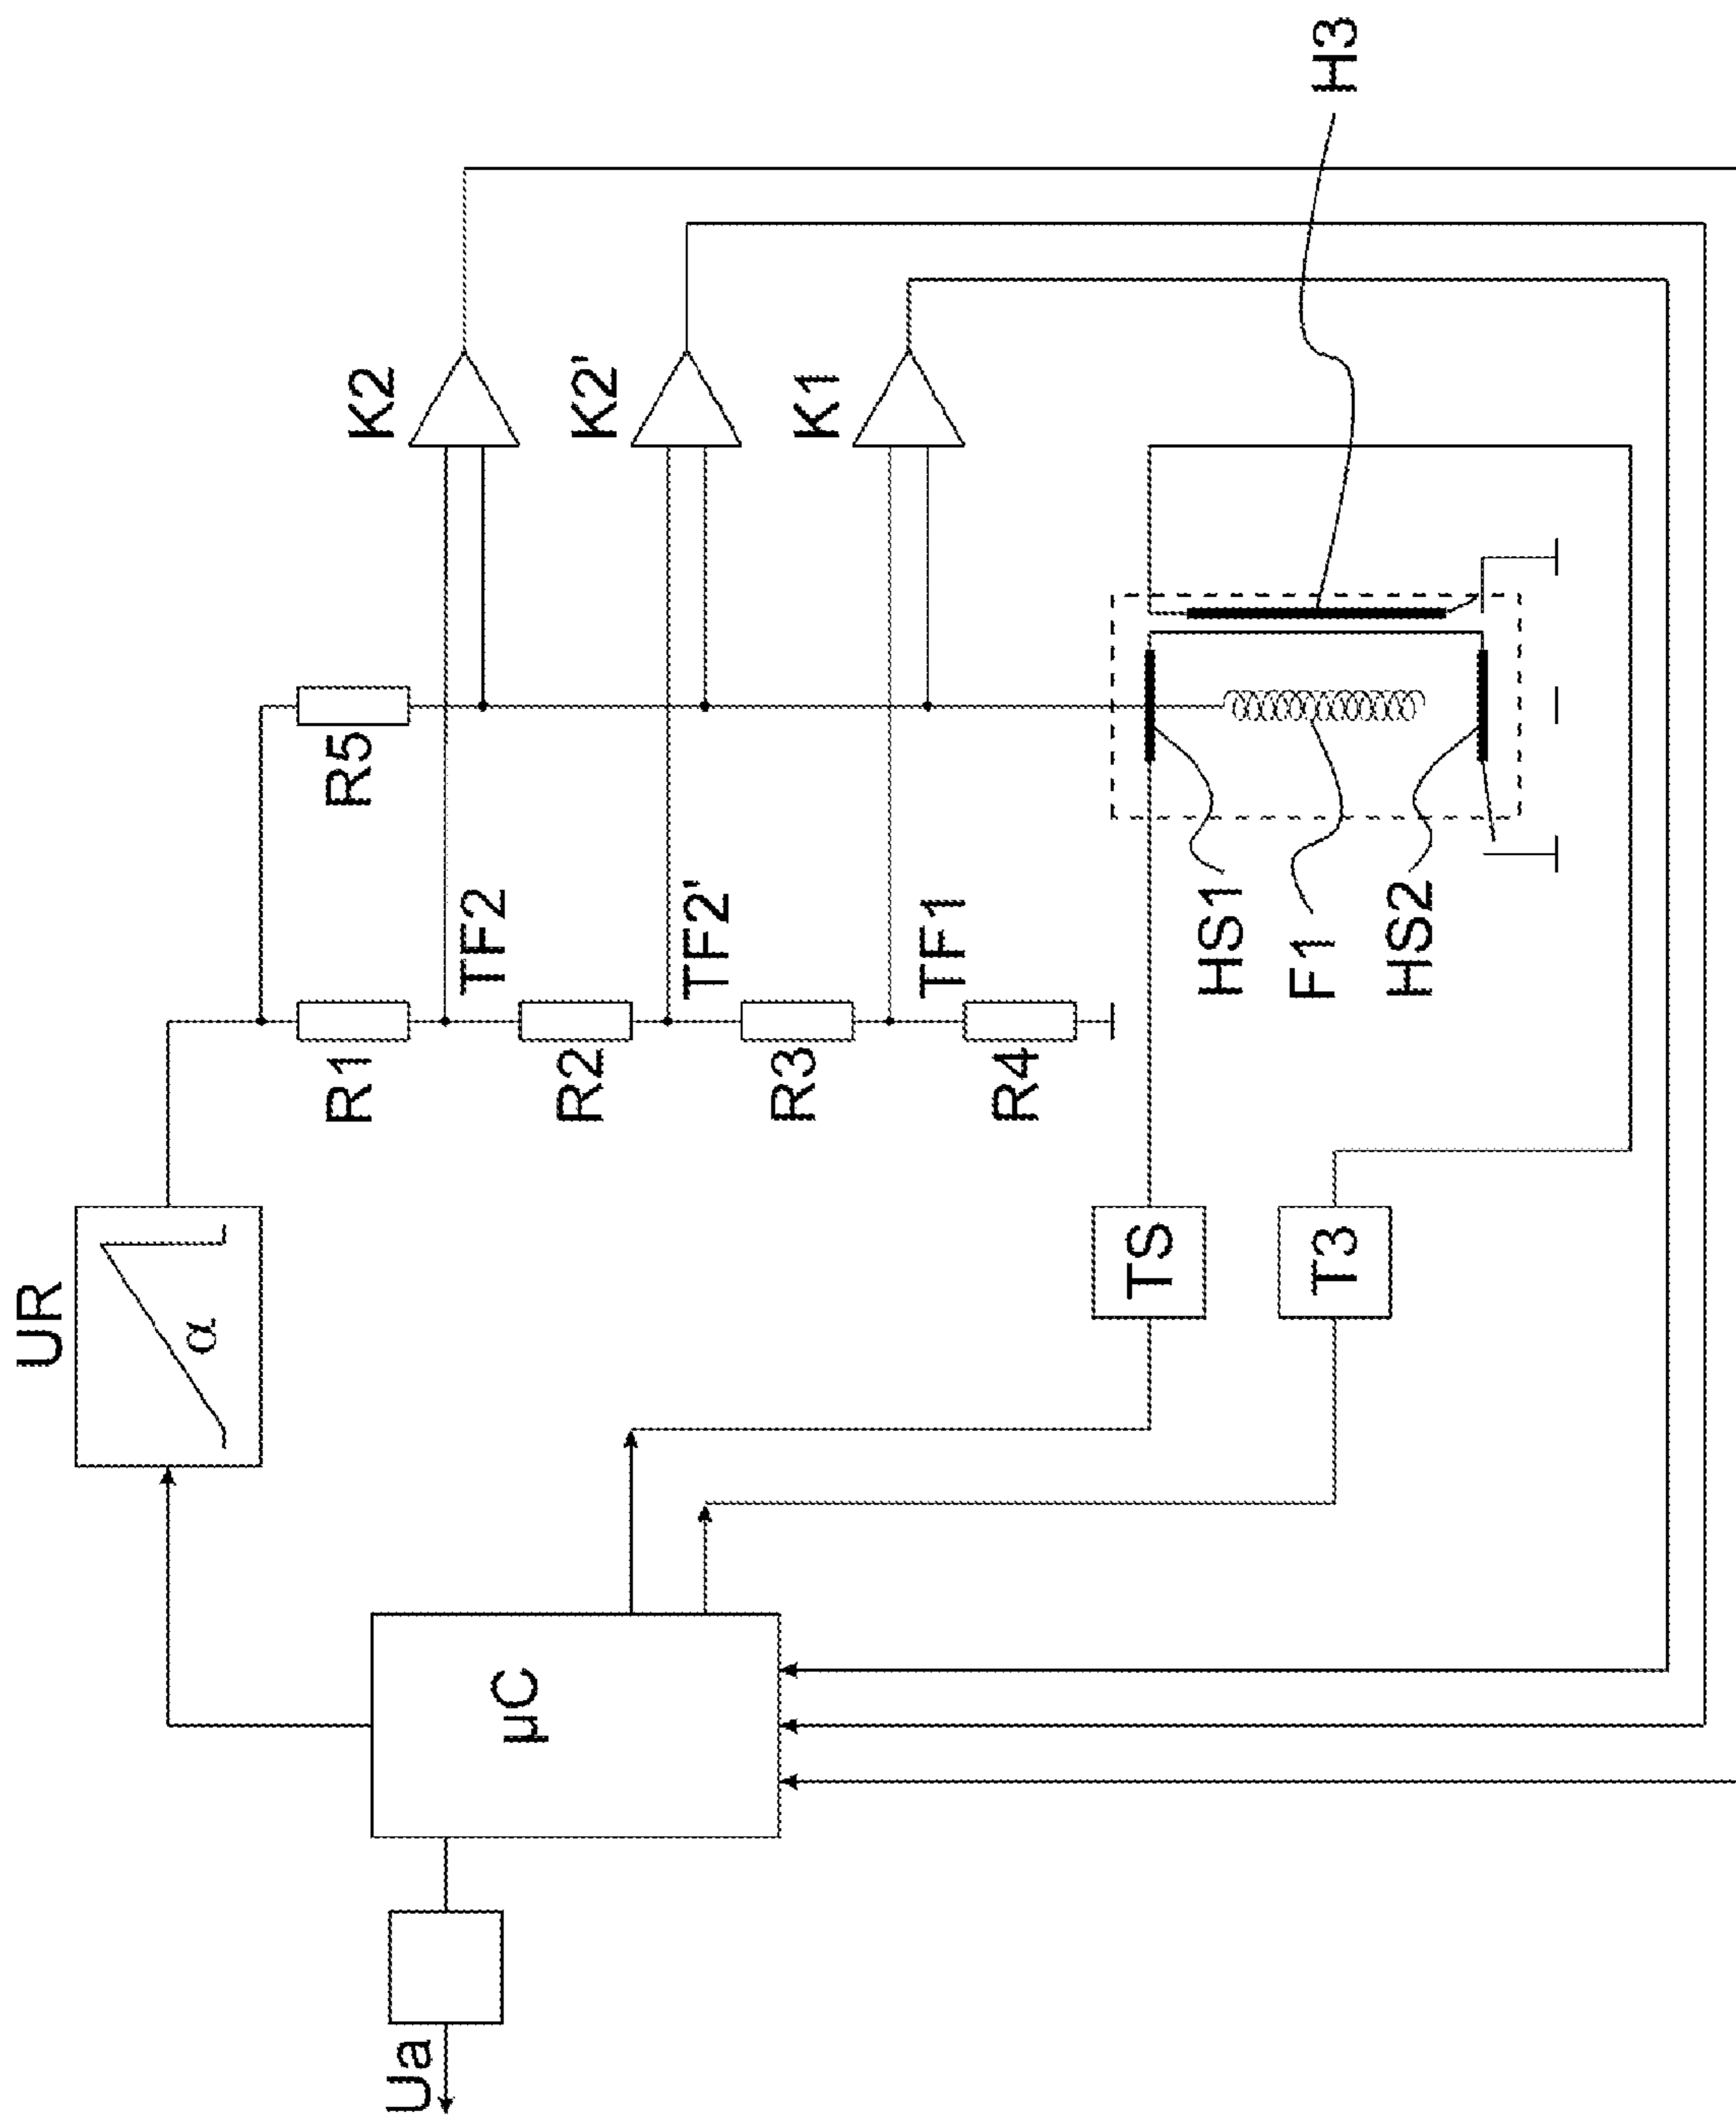 UR
α
R5
K2
K2'
K1
H3
R1
TF2
R2
TF2'
R3
TF1
R4
HS1
F1
HS2
TS
T3
µC
Ua